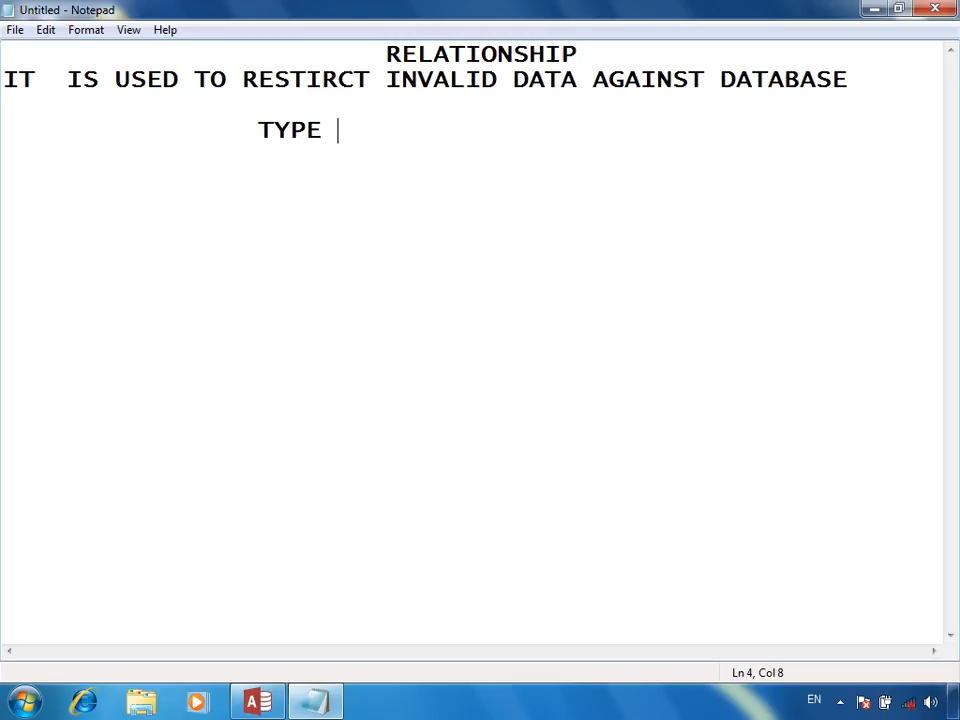 Untitled - Notepad
File Edit Format View Help
RELATIONSHIP
IT IS USED TO RESTIRCT INVALID DATA AGAINST DATABASE
TYPE
Ln 4, Col 8
A EN